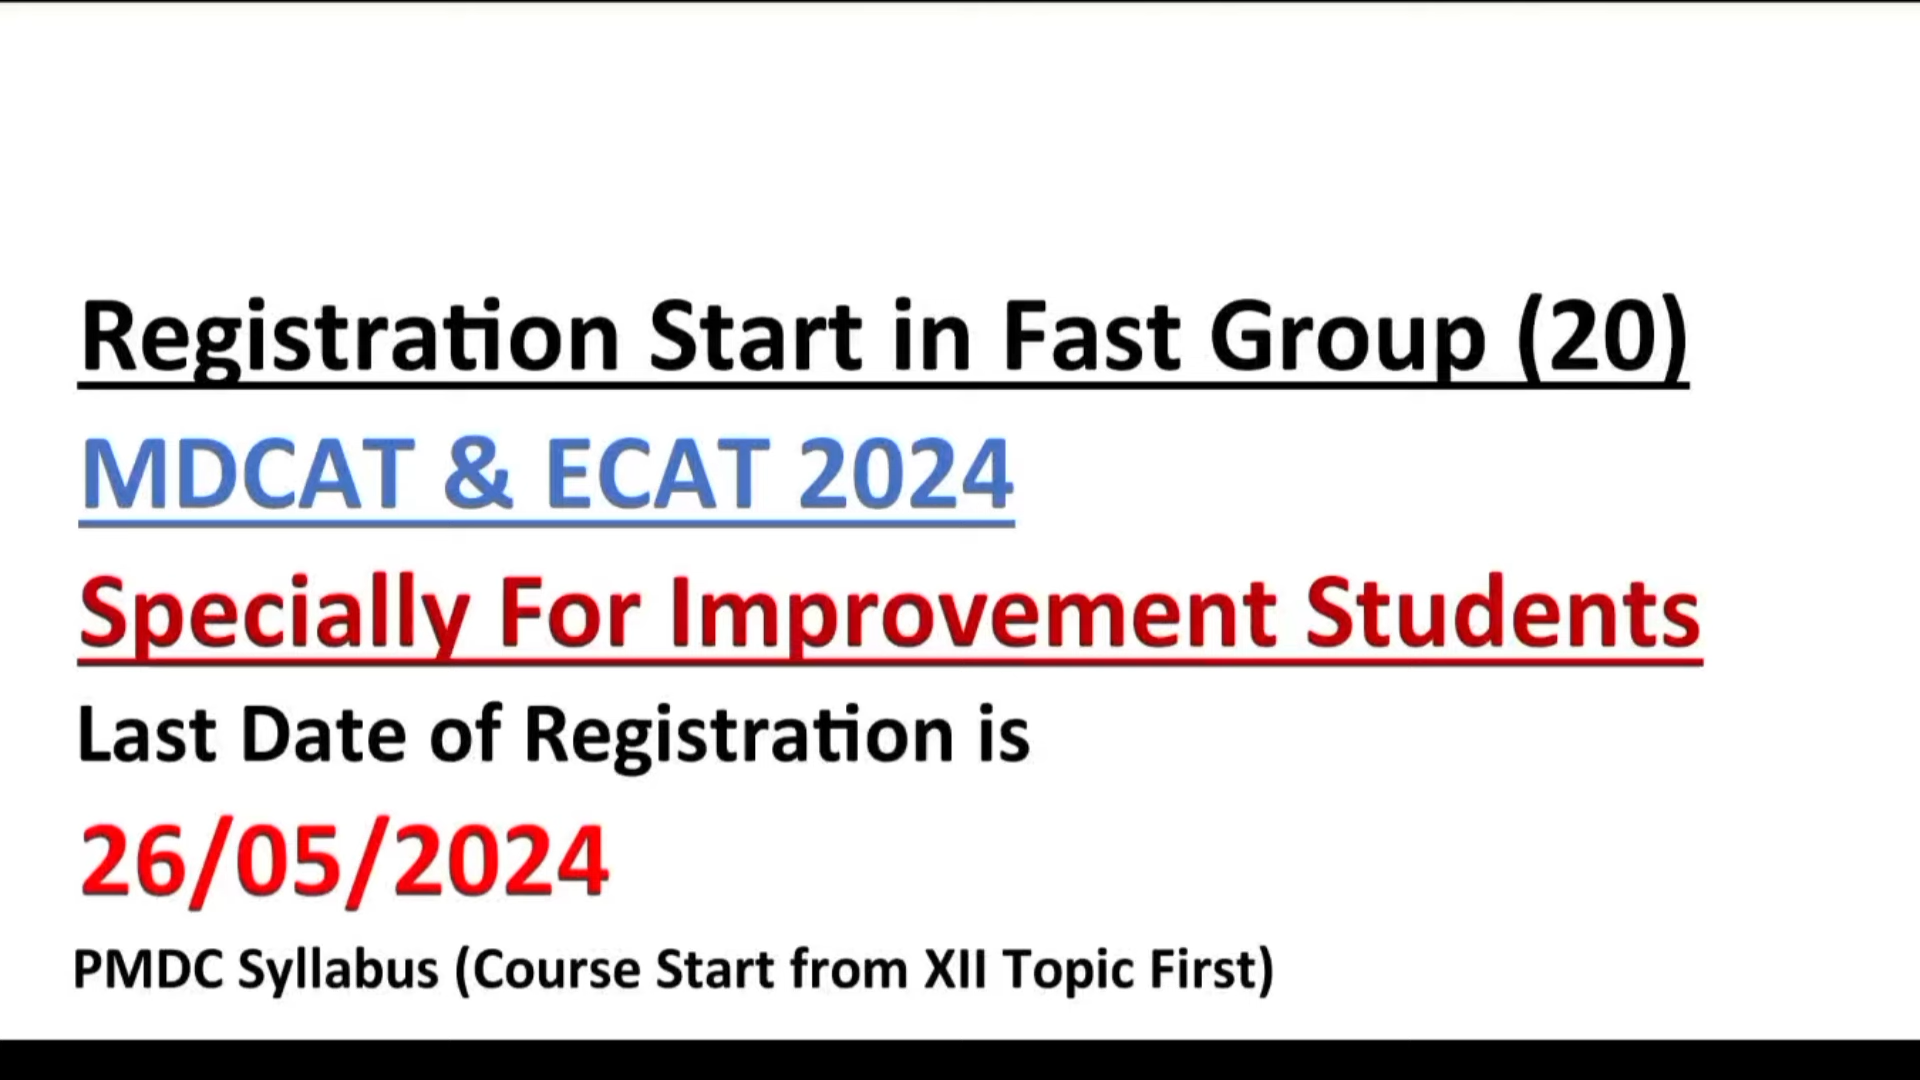 Registration Start in Fast Group (20)
MDCAT & ECAT 2024
Specially For Improvement Students
Last Date of Registration is
26/05/2024
PMDC Syllabus (Course Start from XII Topic First)